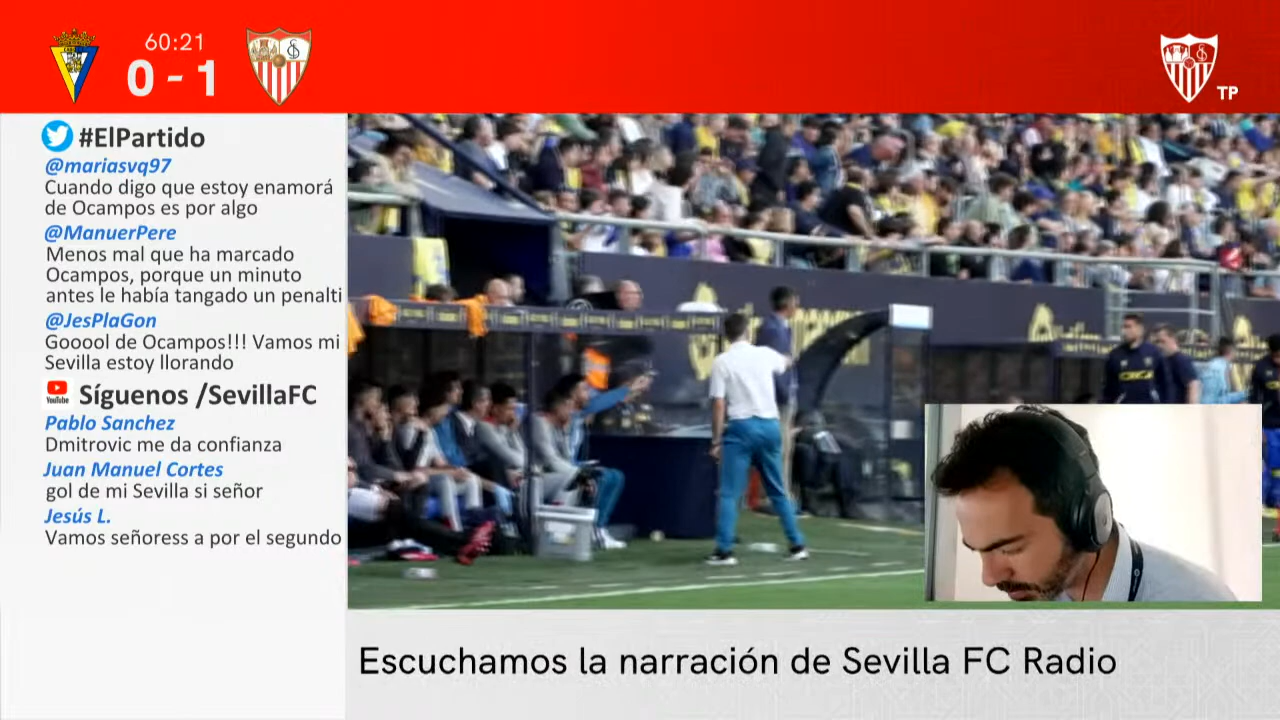 60:21
0 - 1
TP
#ElPartido
@mariasvq97
Cuando digo que estoy enamorá
de Ocampos es por algo
@ManuerPere
Menos mal que ha marcado
Ocampos, porque un minuto
antes le había tangado un penalti
@JesPlaGon
Gooool de Ocampos!!! Vamos mi
Sevilla estoy llorando
YouTube
Síguenos /SevillaFC
Pablo Sanchez
Dmitrovic me da confianza
Juan Manuel Cortes
gol de mi Sevilla si señor
Jesús L.
Vamos señoress a por el segundo
Escuchamos la narración de Sevilla FC Radio